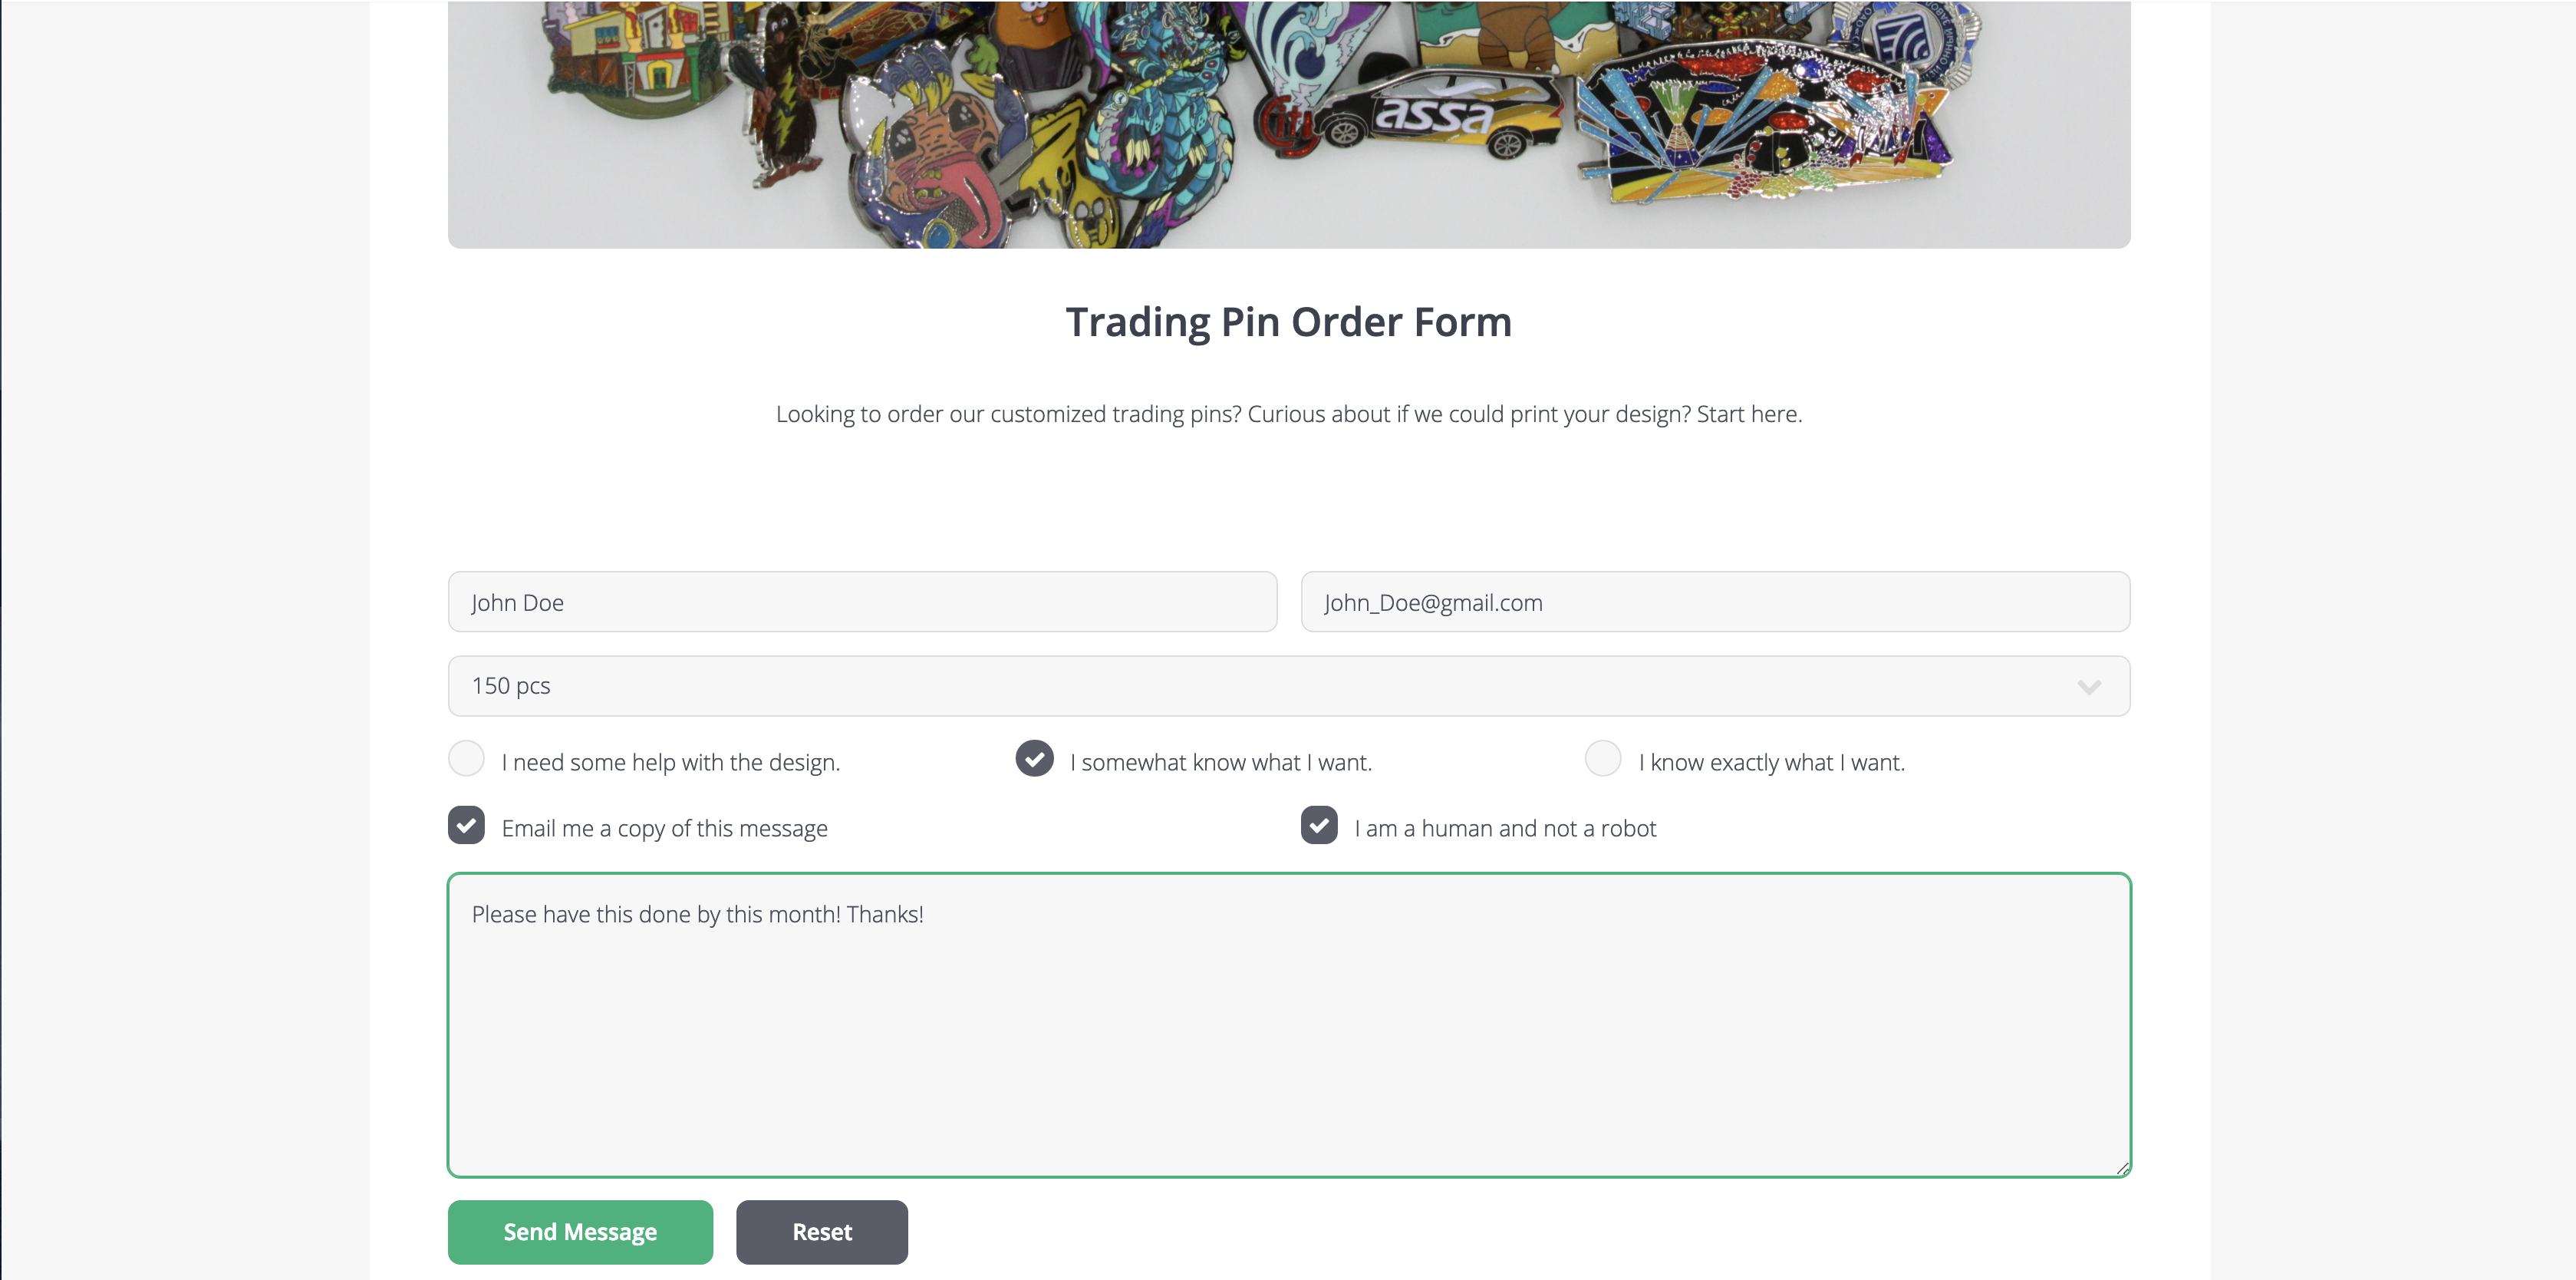 assa
Trading Pin Order Form
Looking to order our customized trading pins? Curious about if we could print your design? Start here.
John Doe
John_Doe@gmail.com
150 pcs
I need some help with the design.
I somewhat know what I want.
I know exactly what I want.
Email me a copy of this message
I am a human and not a robot
Please have this done by this month! Thanks!
Send Message
Reset